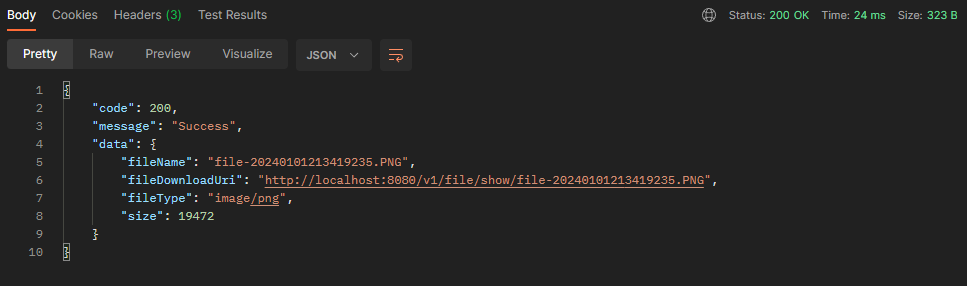 Body Cookies Headers (3) Test Results Status: 200 OK Time: 24 ms Size: 323 B
Pretty Raw Preview Visualize JSON
1 {
2 "code": 200,
3 "message": "Success",
4 "data": {
5 "fileName": "file-20240101213419235.PNG",
6 "fileDownloadUri": "http://localhost:8080/v1/file/show/file-20240101213419235.PNG",
7 "fileType": "image/png",
8 "size": 19472
9 }
10 }